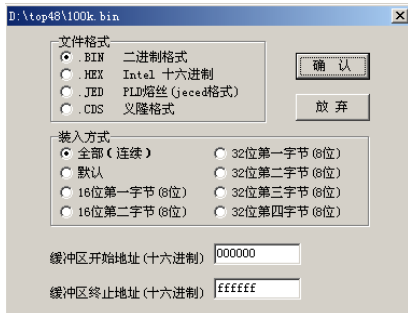 D:\top48\100k.bin
文件格式
.BIN 二进制格式
.HEX Intel 十六进制
.JED PLD熔丝(jeced格式)
.CDS 义隆格式
确 认
放 弃
装入方式
全部(连续) 32位第一字节(8位)
默认 32位第二字节(8位)
16位第一字节(8位) 32位第三字节(8位)
16位第二字节(8位) 32位第四字节(8位)
缓冲区开始地址(十六进制) 000000
缓冲区终止地址(十六进制) ffffff